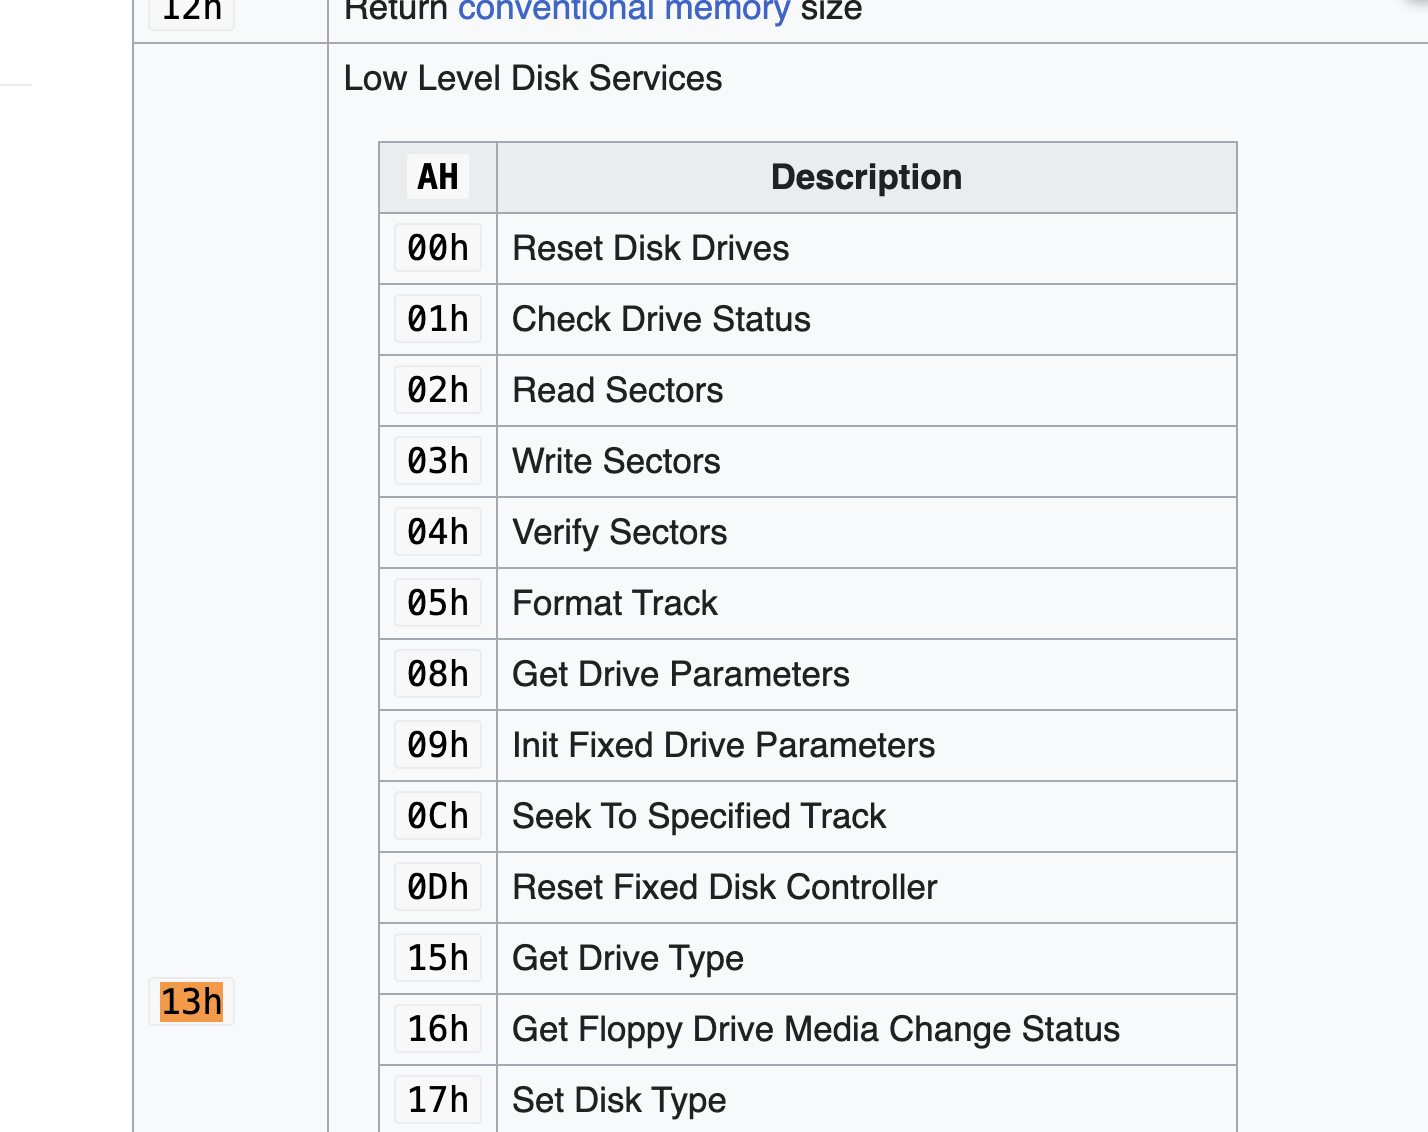 12h Return conventional memory size
Low Level Disk Services
AH Description
00h Reset Disk Drives
01h Check Drive Status
02h Read Sectors
03h Write Sectors
04h Verify Sectors
05h Format Track
08h Get Drive Parameters
09h Init Fixed Drive Parameters
0Ch Seek To Specified Track
0Dh Reset Fixed Disk Controller
15h Get Drive Type
13h
16h Get Floppy Drive Media Change Status
17h Set Disk Type